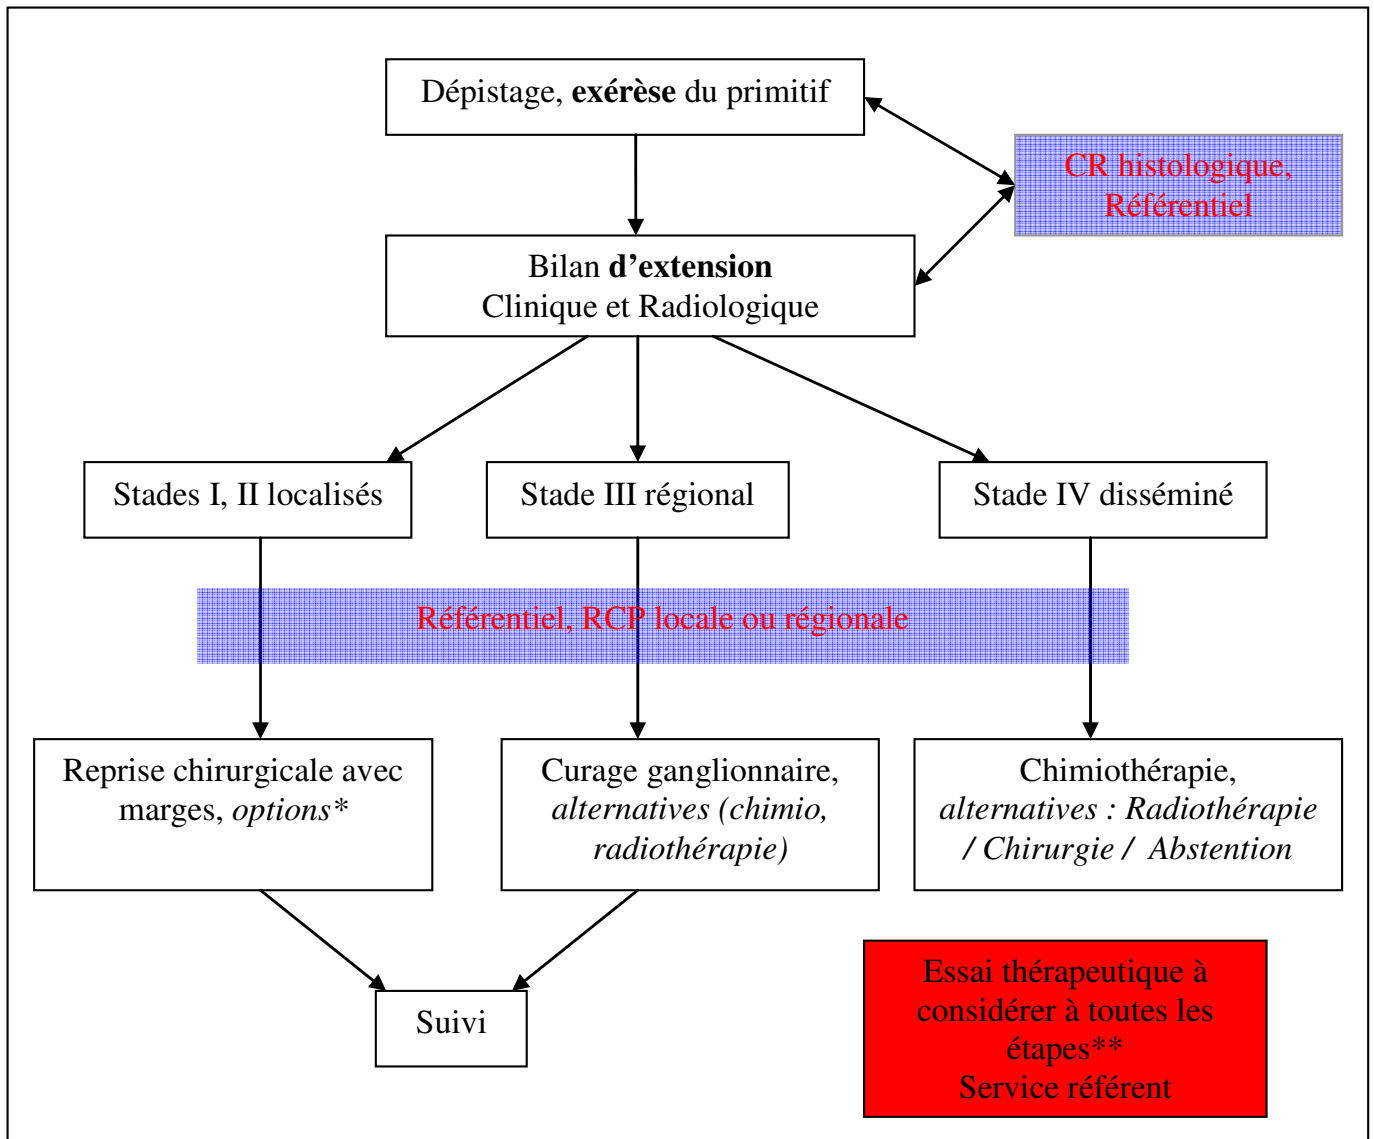 Dépistage, exérèse du primitif
CR histologique,
Référentiel
Bilan d’extension
Clinique et Radiologique
Stades I, II localisés
Stade III régional
Stade IV disséminé
Référentiel, RCP locale ou régionale
Reprise chirurgicale avec
marges, options*
Curage ganglionnaire,
alternatives (chimio,
radiothérapie)
Chimiothérapie,
alternatives : Radiothérapie
/ Chirurgie / Abstention
Essai thérapeutique à
considérer à toutes les
étapes**
Service référent
Suivi